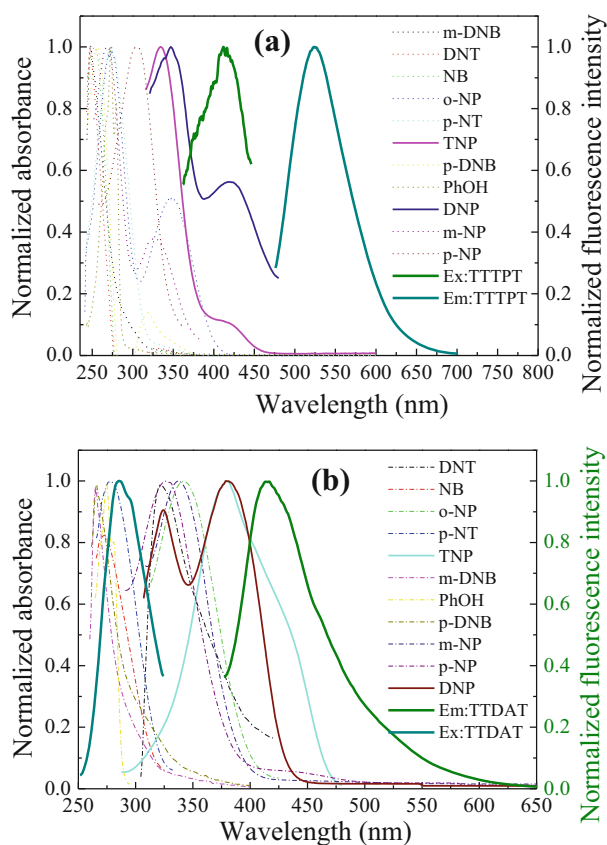 (a)
Normalized absorbance
1.0
0.8
0.6
0.4
0.2
0.0
m-DNB
DNT
NB
o-NP
p-NT
TNP
p-DNB
PhOH
DNP
m-NP
p-NP
Ex:TTTPT
Em:TTTPT
1.0
0.8
0.6
0.4
0.2
0.0
Normalized fluorescence intensity
250 300 350 400 450 500 550 600 650 700 750 800
Wavelength (nm)
(b)
Normalized absorbance
1.0
0.8
0.6
0.4
0.2
0.0
DNT
NB
o-NP
p-NT
TNP
m-DNB
PhOH
p-DNB
m-NP
p-NP
DNP
Em:TTDAT
Ex:TTDAT
1.0
0.8
0.6
0.4
0.2
0.0
Normalized fluorescence intensity
250 300 350 400 450 500 550 600 650
Wavelength (nm)